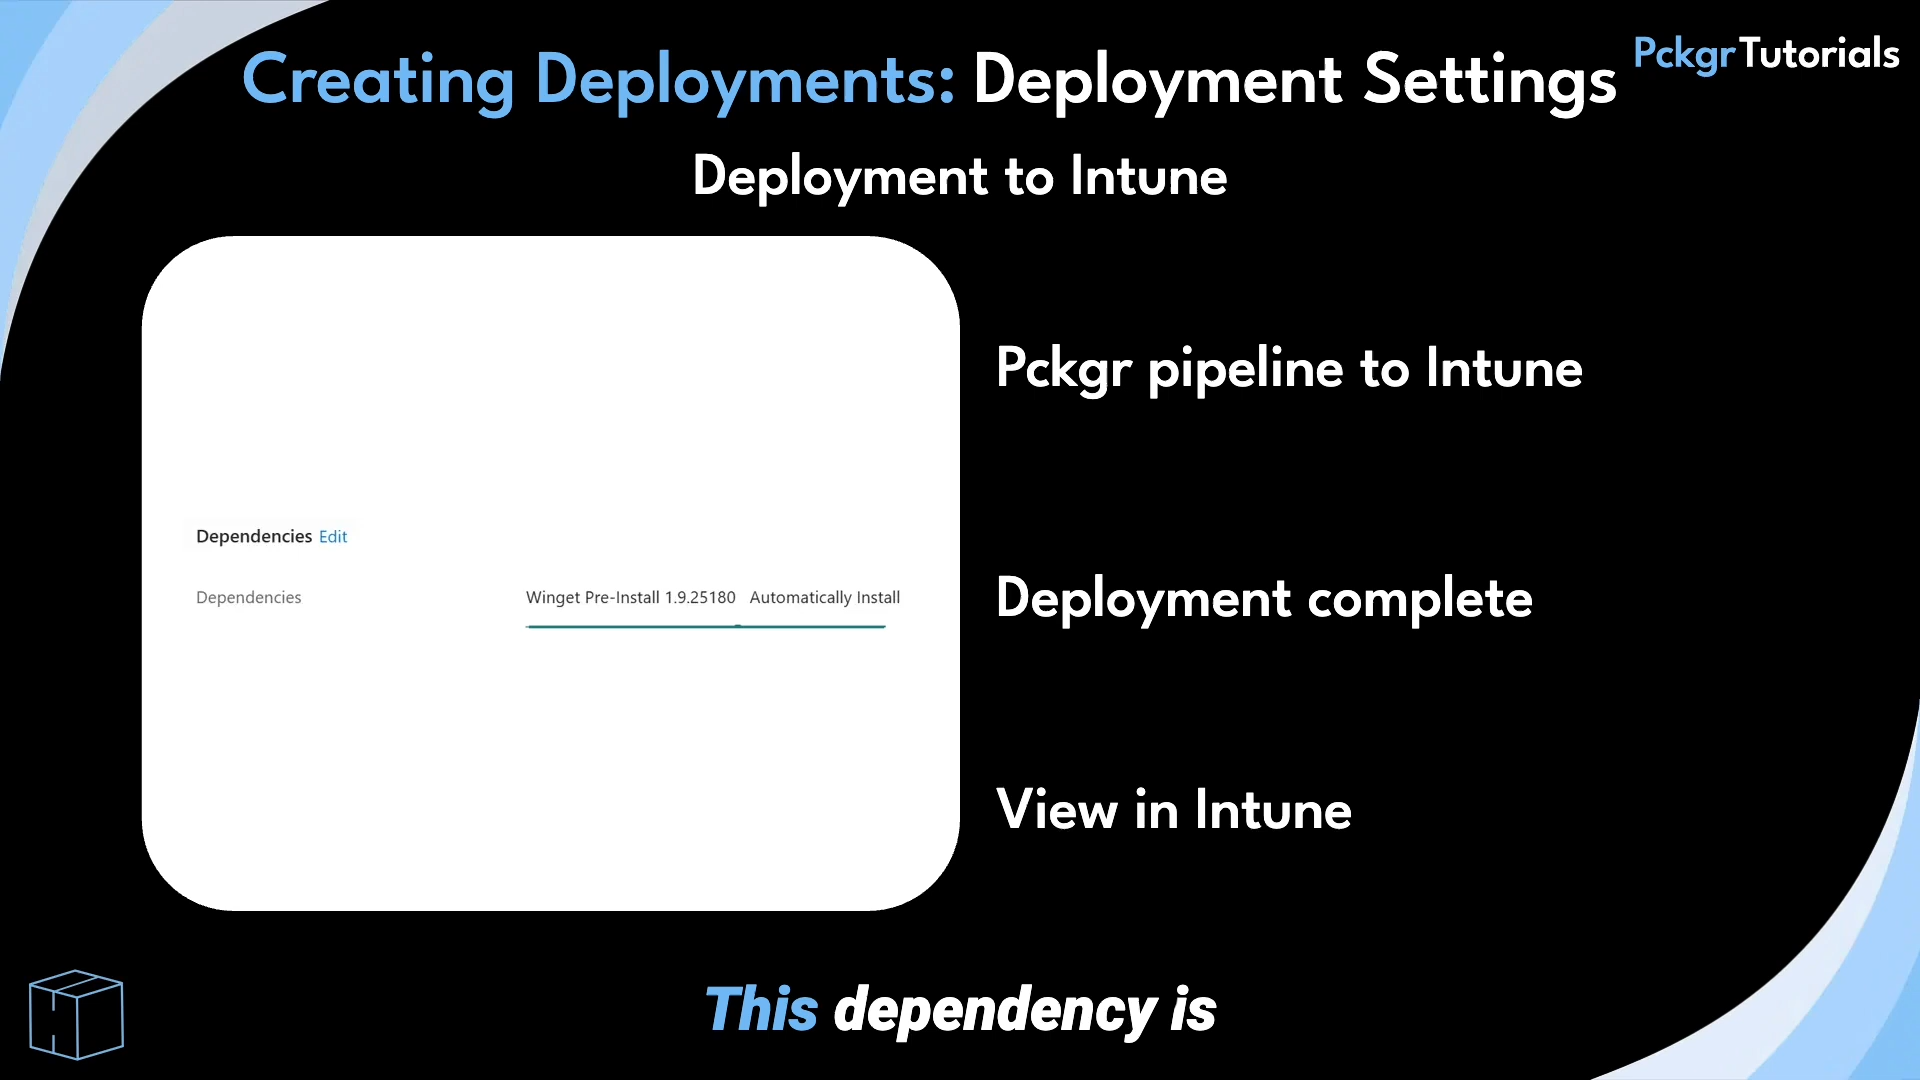 Creating Deployments: Deployment Settings
PckgrTutorials
Deployment to Intune
Dependencies Edit
Dependencies Winget Pre-Install 1.9.25180 Automatically Install
Pckgr pipeline to Intune
Deployment complete
View in Intune
This dependency is